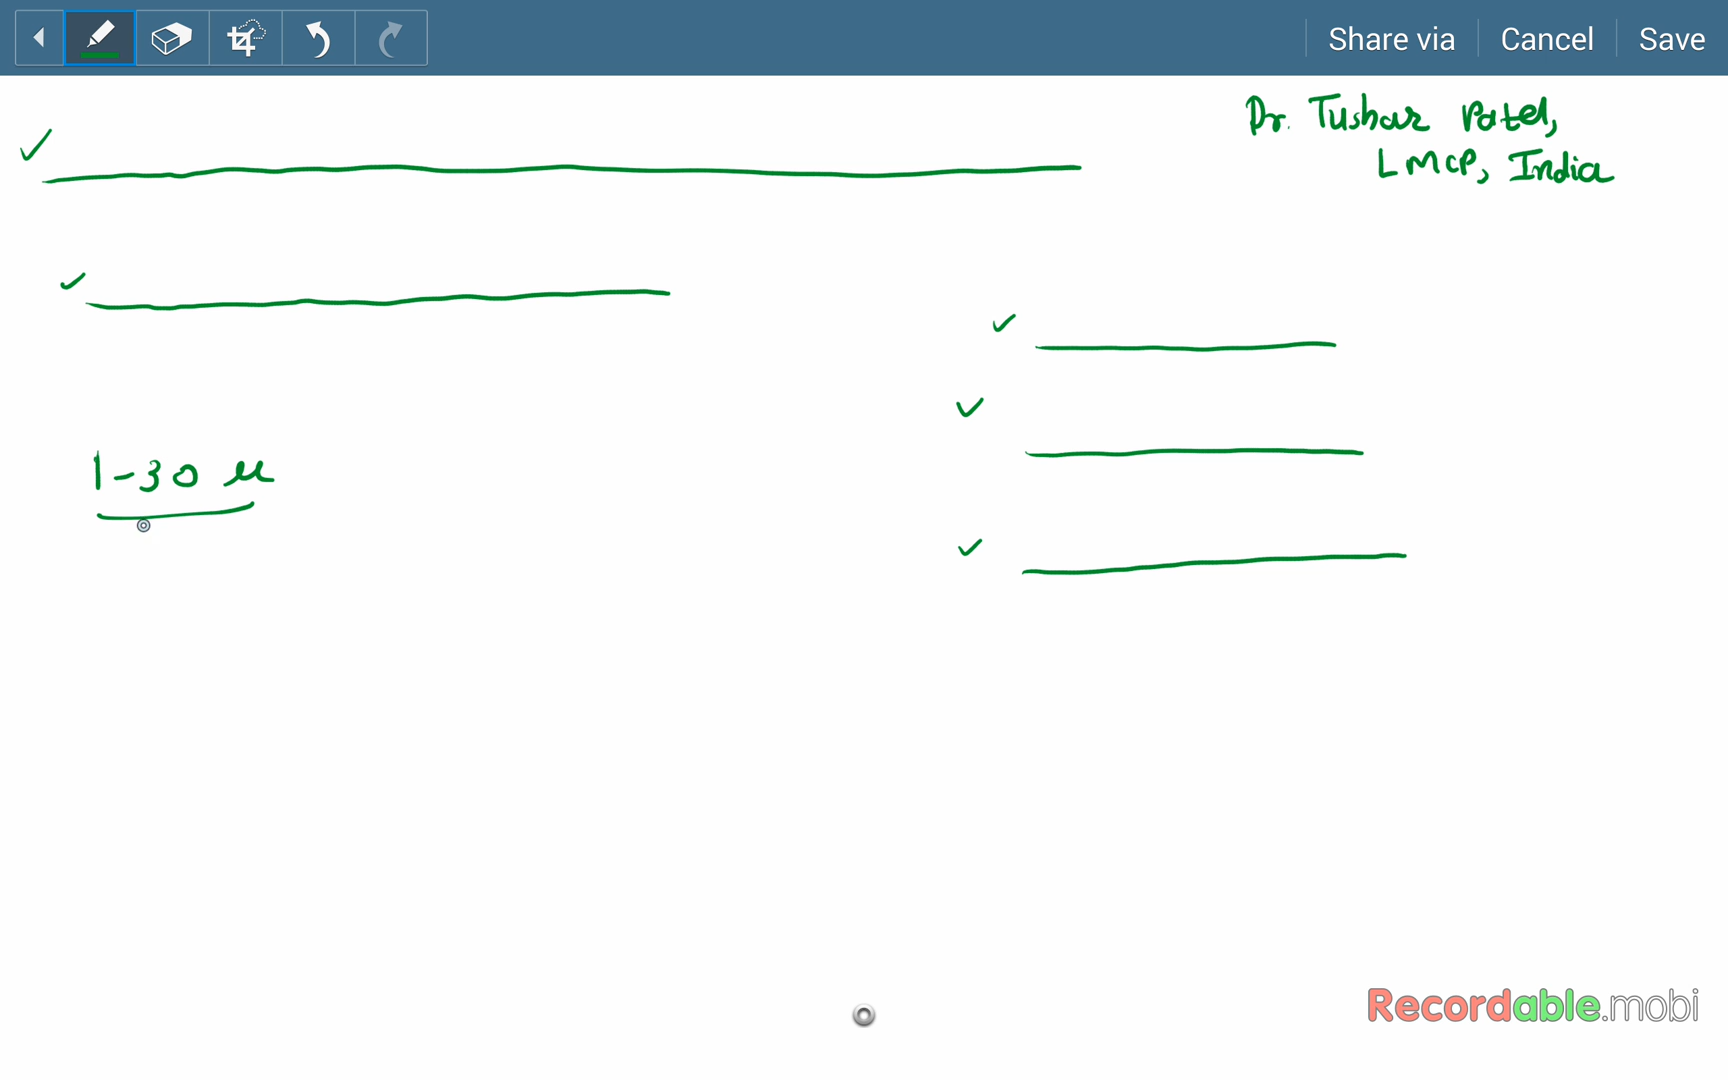 Share via Cancel Save
Dr. Tushar Patel,
LMCP, India
1-30 μ
Recordable.mobi